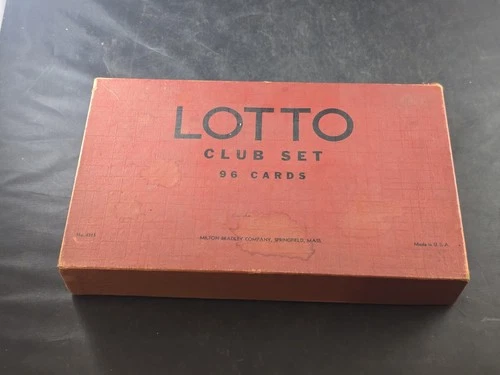 LOTTO
CLUB SET
96 CARDS
MILTON BRADLEY COMPANY, SPRINGFIELD, MASS.
Made in U.S.A.